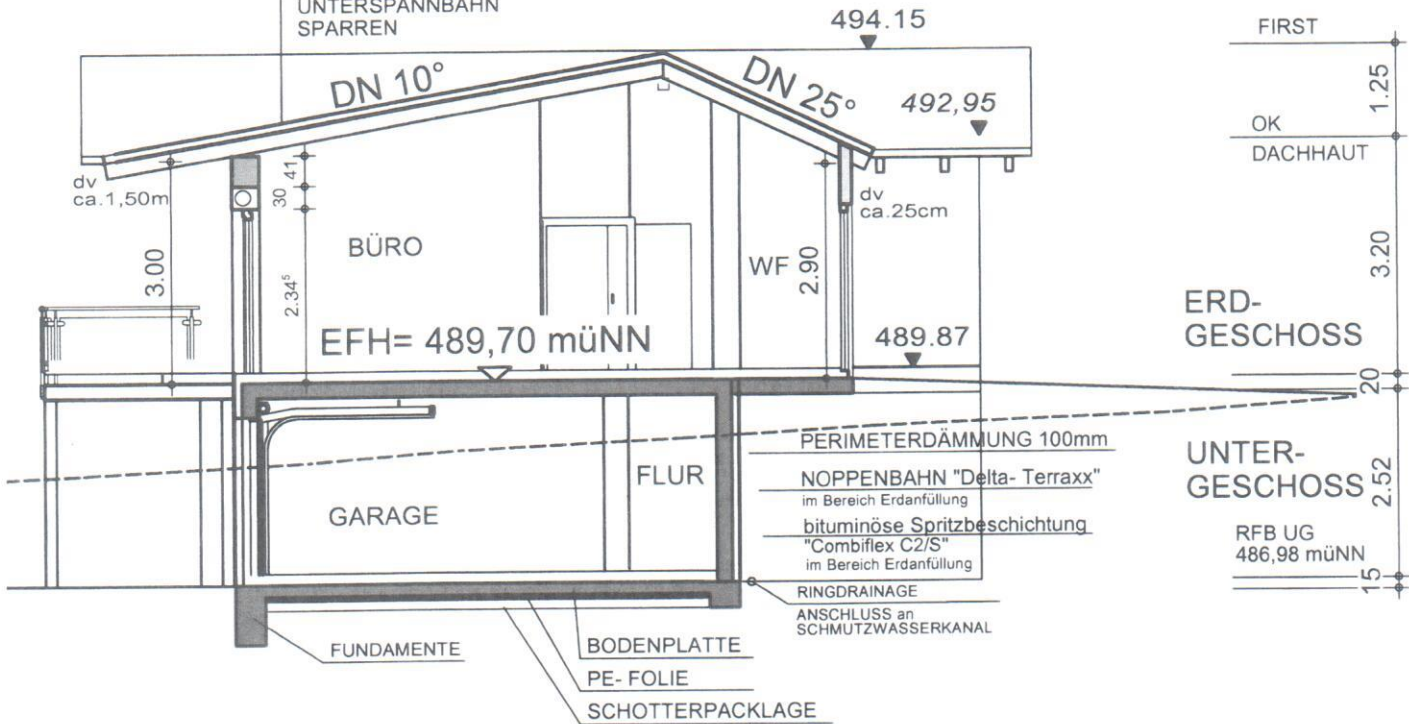 UNTERSPANNBAHN
SPARREN
494.15
FIRST
DN 10°
DN 25°
492,95
1.25
OK
DACHHAUT
dv
ca.1,50m
41
30
dv
ca.25cm
BÜRO
WF
3.00
2.34⁵
2.90
3.20
ERD-
GESCHOSS
EFH= 489,70 müNN
489.87
20
PERIMETERDÄMMUNG 100mm
NOPPENBAHN "Delta- Terraxx"
im Bereich Erdanfüllung
bituminöse Spritzbeschichtung
"Combiflex C2/S"
im Bereich Erdanfüllung
UNTER-
GESCHOSS
2.52
FLUR
GARAGE
RFB UG
486,98 müNN
15
RINGDRAINAGE
ANSCHLUSS an
SCHMUTZWASSERKANAL
FUNDAMENTE
BODENPLATTE
PE- FOLIE
SCHOTTERPACKLAGE